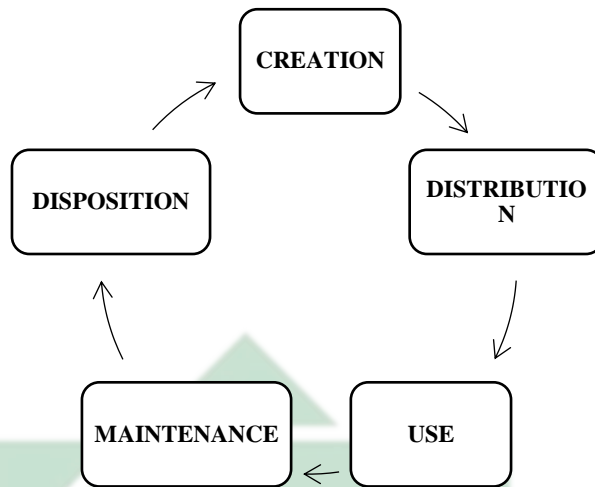 CREATION
DISTRIBUTIO
N
USE
MAINTENANCE
DISPOSITION